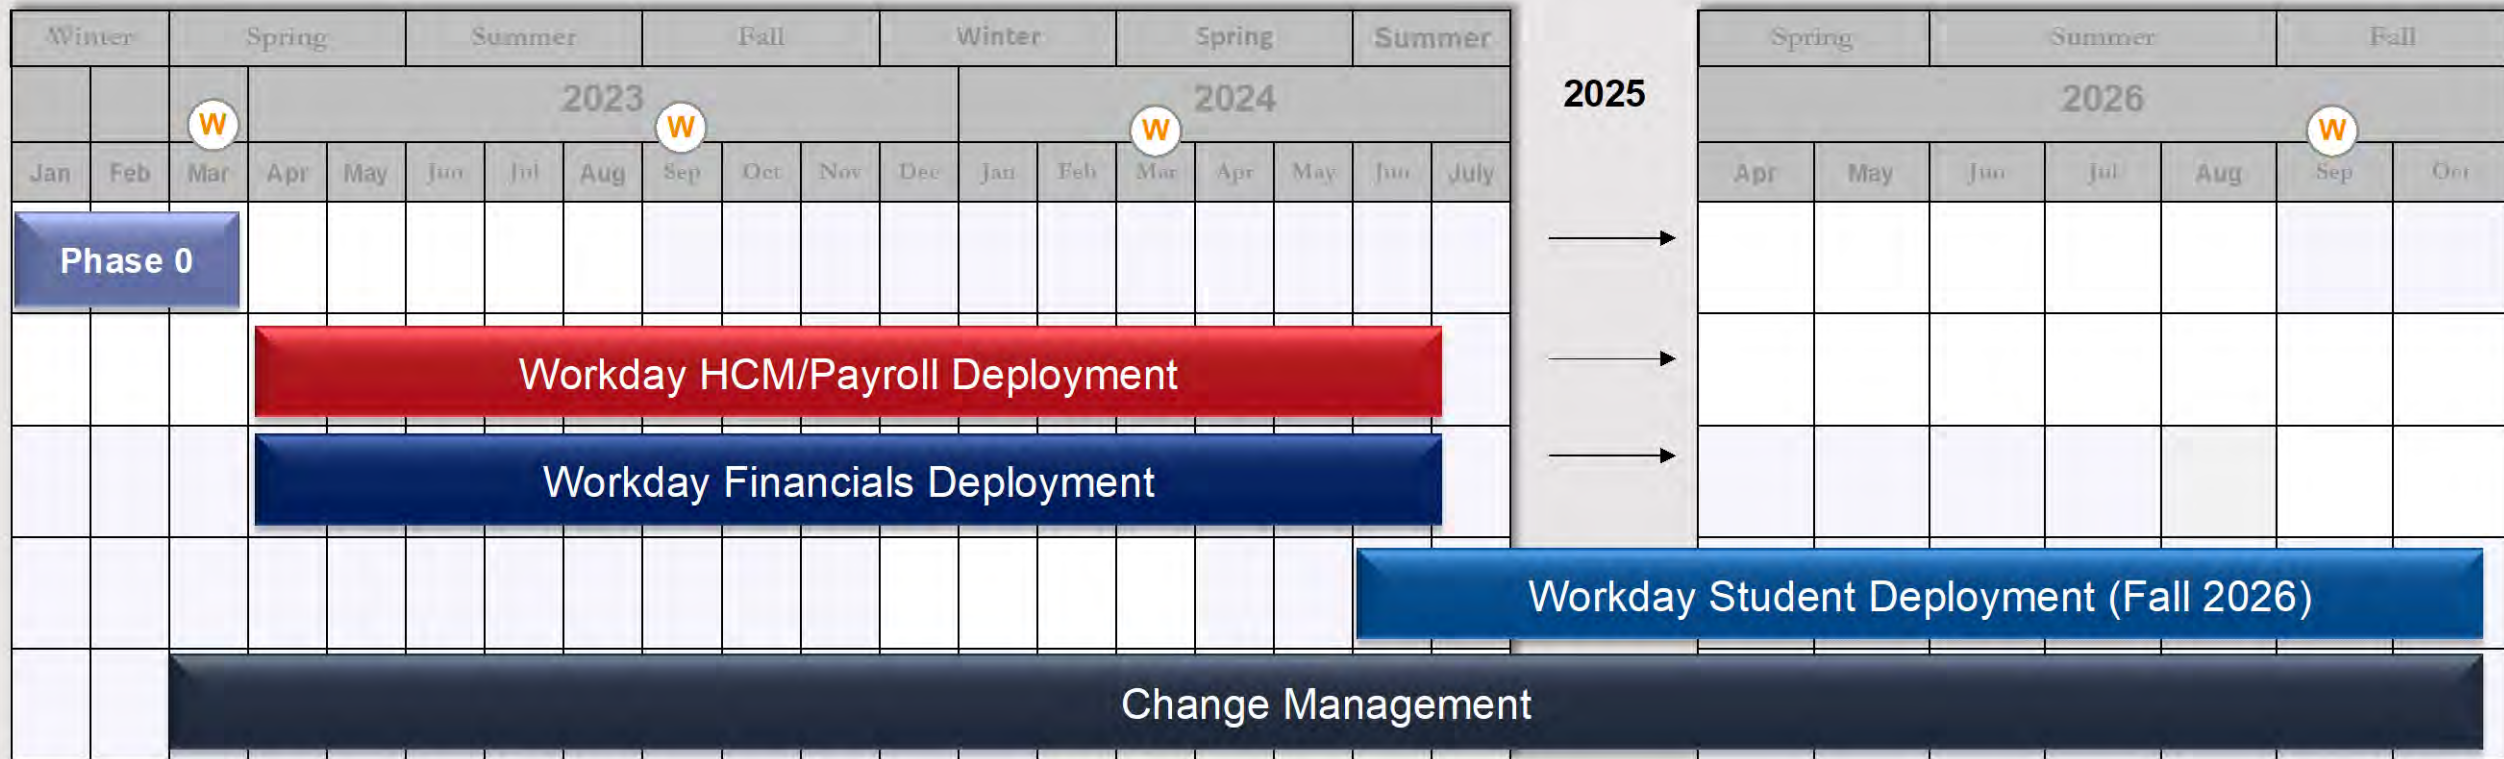 Winter Spring Summer Fall Winter Spring Summer Spring Summer Fall
2023 2024 2025 2026
W W W W
Jan Feb Mar Apr May Jun Jul Aug Sep Oct Nov Dec Jan Feb Mar Apr May Jun July Apr May Jun Jul Aug Sep Oct
Phase 0
Workday HCM/Payroll Deployment
Workday Financials Deployment
Workday Student Deployment (Fall 2026)
Change Management